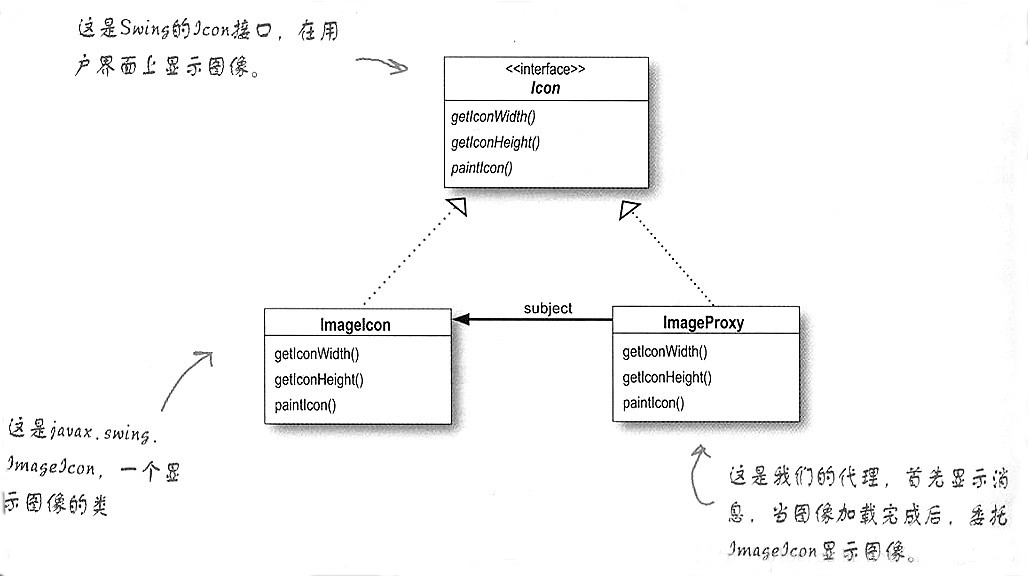 这是Swing的Icon接口，在用
户界面上显示图像。
<<interface>>
Icon
getIconWidth()
getIconHeight()
paintIcon()
subject
ImageIcon
getIconWidth()
getIconHeight()
paintIcon()
ImageProxy
getIconWidth()
getIconHeight()
paintIcon()
这是javax.swing.
ImageIcon，一个显
示图像的类
这是我们的代理，首先显示消
息，当图像加载完成后，委托
ImageIcon显示图像。